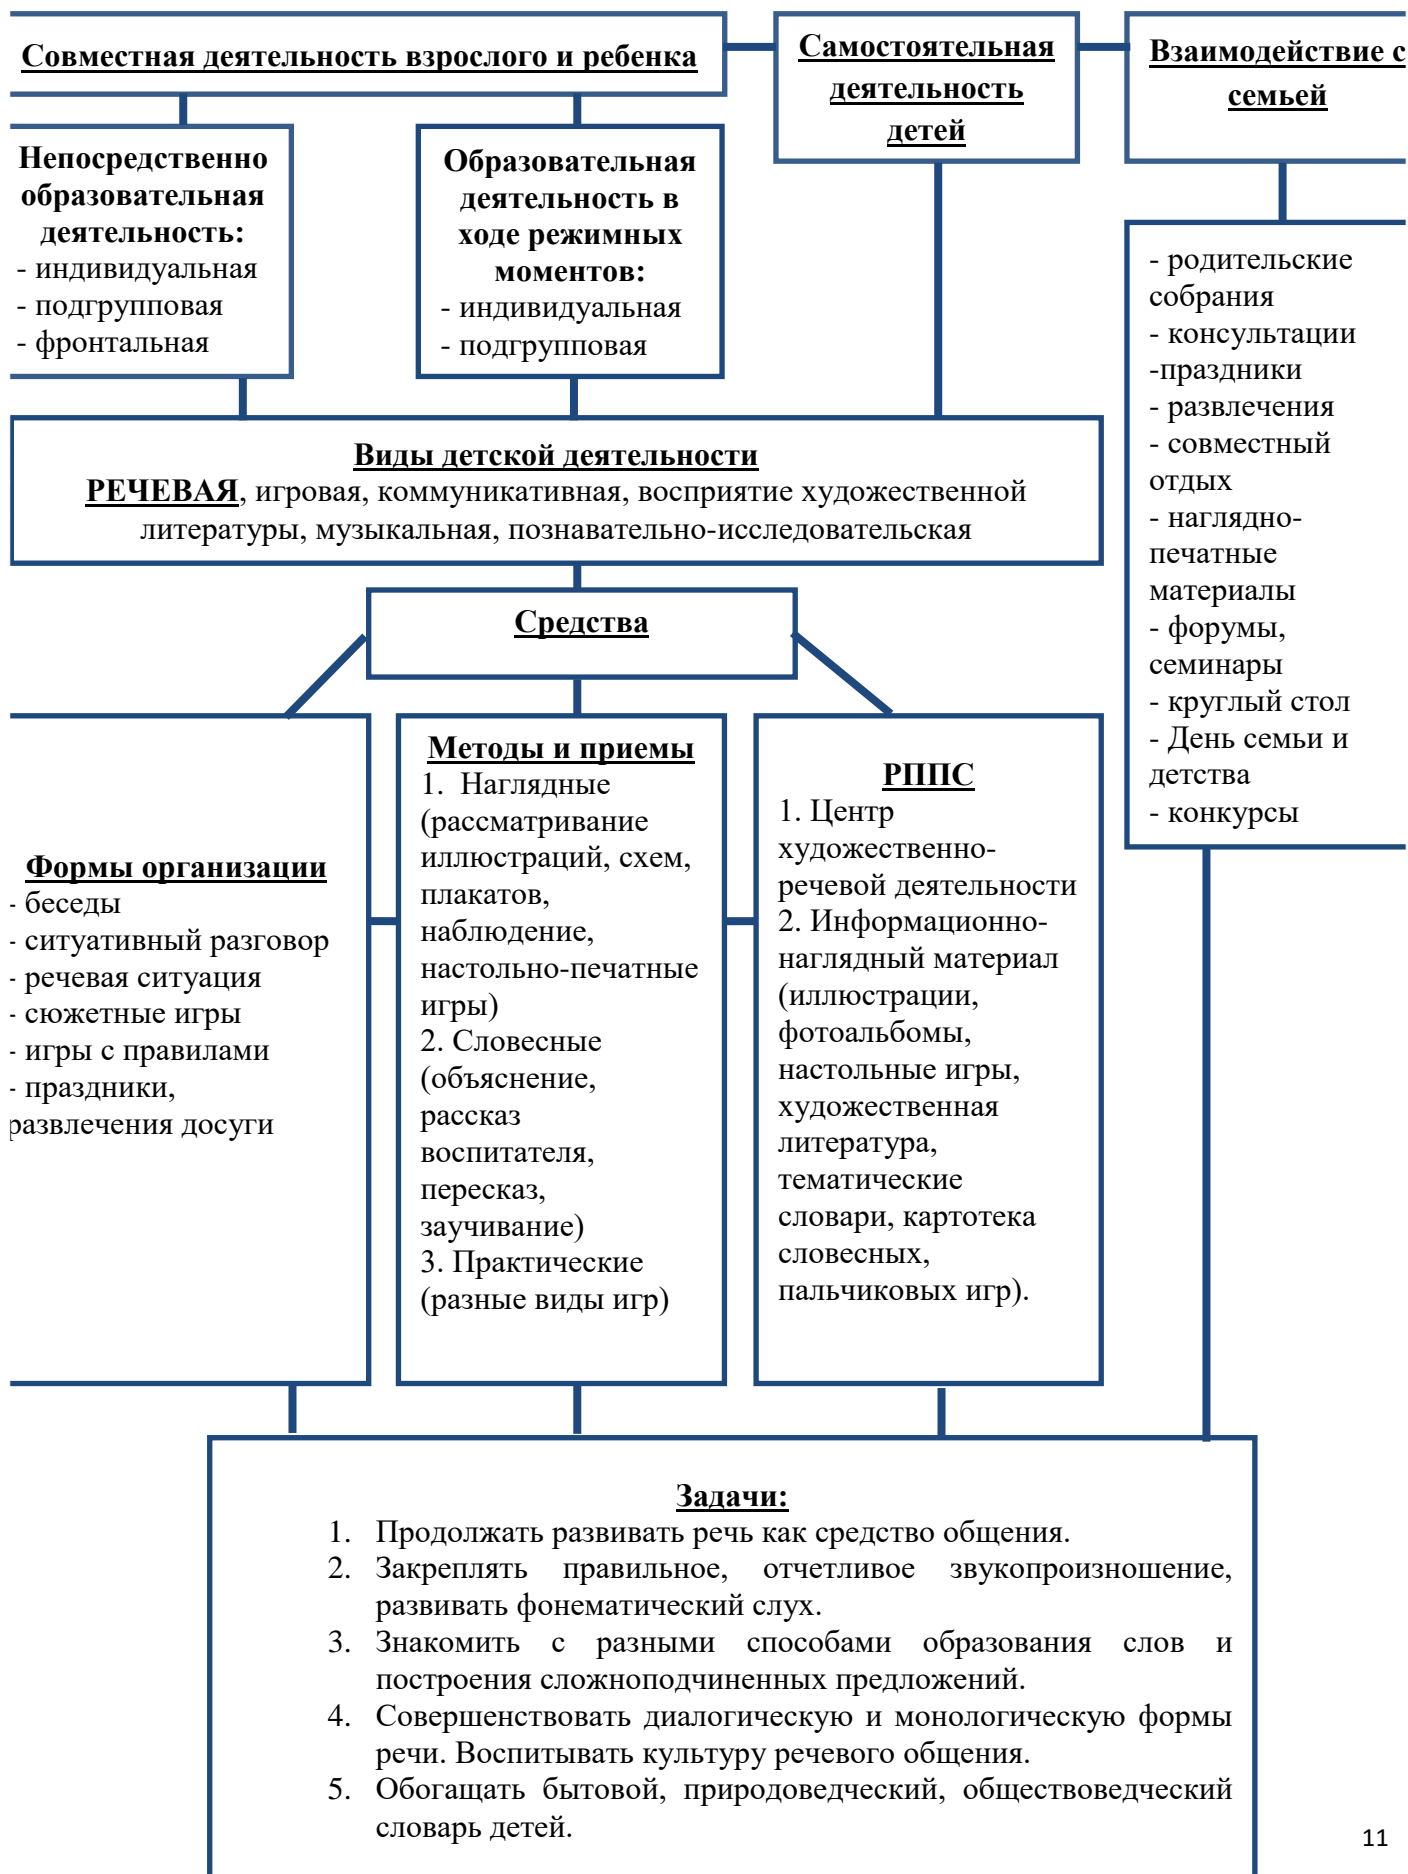 Совместная деятельность взрослого и ребенка
Самостоятельная
деятельность
детей
Взаимодействие с
семьей
Непосредственно
образовательная
деятельность:
- индивидуальная
- подгрупповая
- фронтальная
Образовательная
деятельность в
ходе режимных
моментов:
- индивидуальная
- подгрупповая
- родительские
собрания
- консультации
-праздники
- развлечения
- совместный
отдых
- наглядно-
печатные
материалы
- форумы,
семинары
- круглый стол
- День семьи и
детства
- конкурсы
Виды детской деятельности
РЕЧЕВАЯ, игровая, коммуникативная, восприятие художественной
литературы, музыкальная, познавательно-исследовательская
Средства
Формы организации
- беседы
- ситуативный разговор
- речевая ситуация
- сюжетные игры
- игры с правилами
- праздники,
развлечения досуги
Методы и приемы
1. Наглядные
(рассматривание
иллюстраций, схем,
плакатов,
наблюдение,
настольно-печатные
игры)
2. Словесные
(объяснение,
рассказ
воспитателя,
пересказ,
заучивание)
3. Практические
(разные виды игр)
РППС
1. Центр
художественно-
речевой деятельности
2. Информационно-
наглядный материал
(иллюстрации,
фотоальбомы,
настольные игры,
художественная
литература,
тематические
словари, картотека
словесных,
пальчиковых игр).
Задачи:
1. Продолжать развивать речь как средство общения.
2. Закреплять правильное, отчетливое звукопроизношение,
развивать фонематический слух.
3. Знакомить с разными способами образования слов и
построения сложноподчиненных предложений.
4. Совершенствовать диалогическую и монологическую формы
речи. Воспитывать культуру речевого общения.
5. Обогащать бытовой, природоведческий, обществоведческий
словарь детей.
11